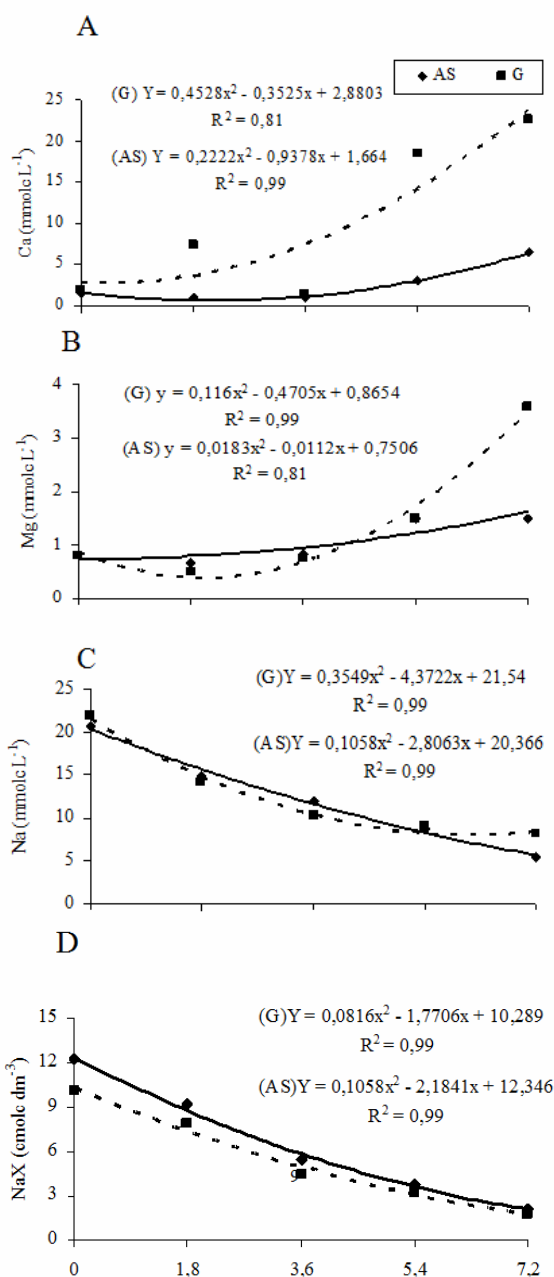 A
AS G
(G) Y= 0,4528x² - 0,3525x + 2,8803
R² = 0,81
(AS) Y = 0,2222x² - 0,9378x + 1,664
R² = 0,99
Ca (mmolc L⁻¹)
25
20
15
10
5
0
B
(G) y = 0,116x² - 0,4705x + 0,8654
R² = 0,99
(AS) y = 0,0183x² - 0,0112x + 0,7506
R² = 0,81
Mg (mmolc L⁻¹)
4
3
2
1
0
C
(G)Y = 0,3549x² - 4,3722x + 21,54
R² = 0,99
(AS)Y = 0,1058x² - 2,8063x + 20,366
R² = 0,99
Na (mmolc L⁻¹)
25
20
15
10
5
0
D
(G)Y = 0,0816x² - 1,7706x + 10,289
R² = 0,99
(AS)Y = 0,1058x² - 2,1841x + 12,346
R² = 0,99
NaX (cmolc dm⁻³)
15
12
9
6
3
0
9
0 1,8 3,6 5,4 7,2